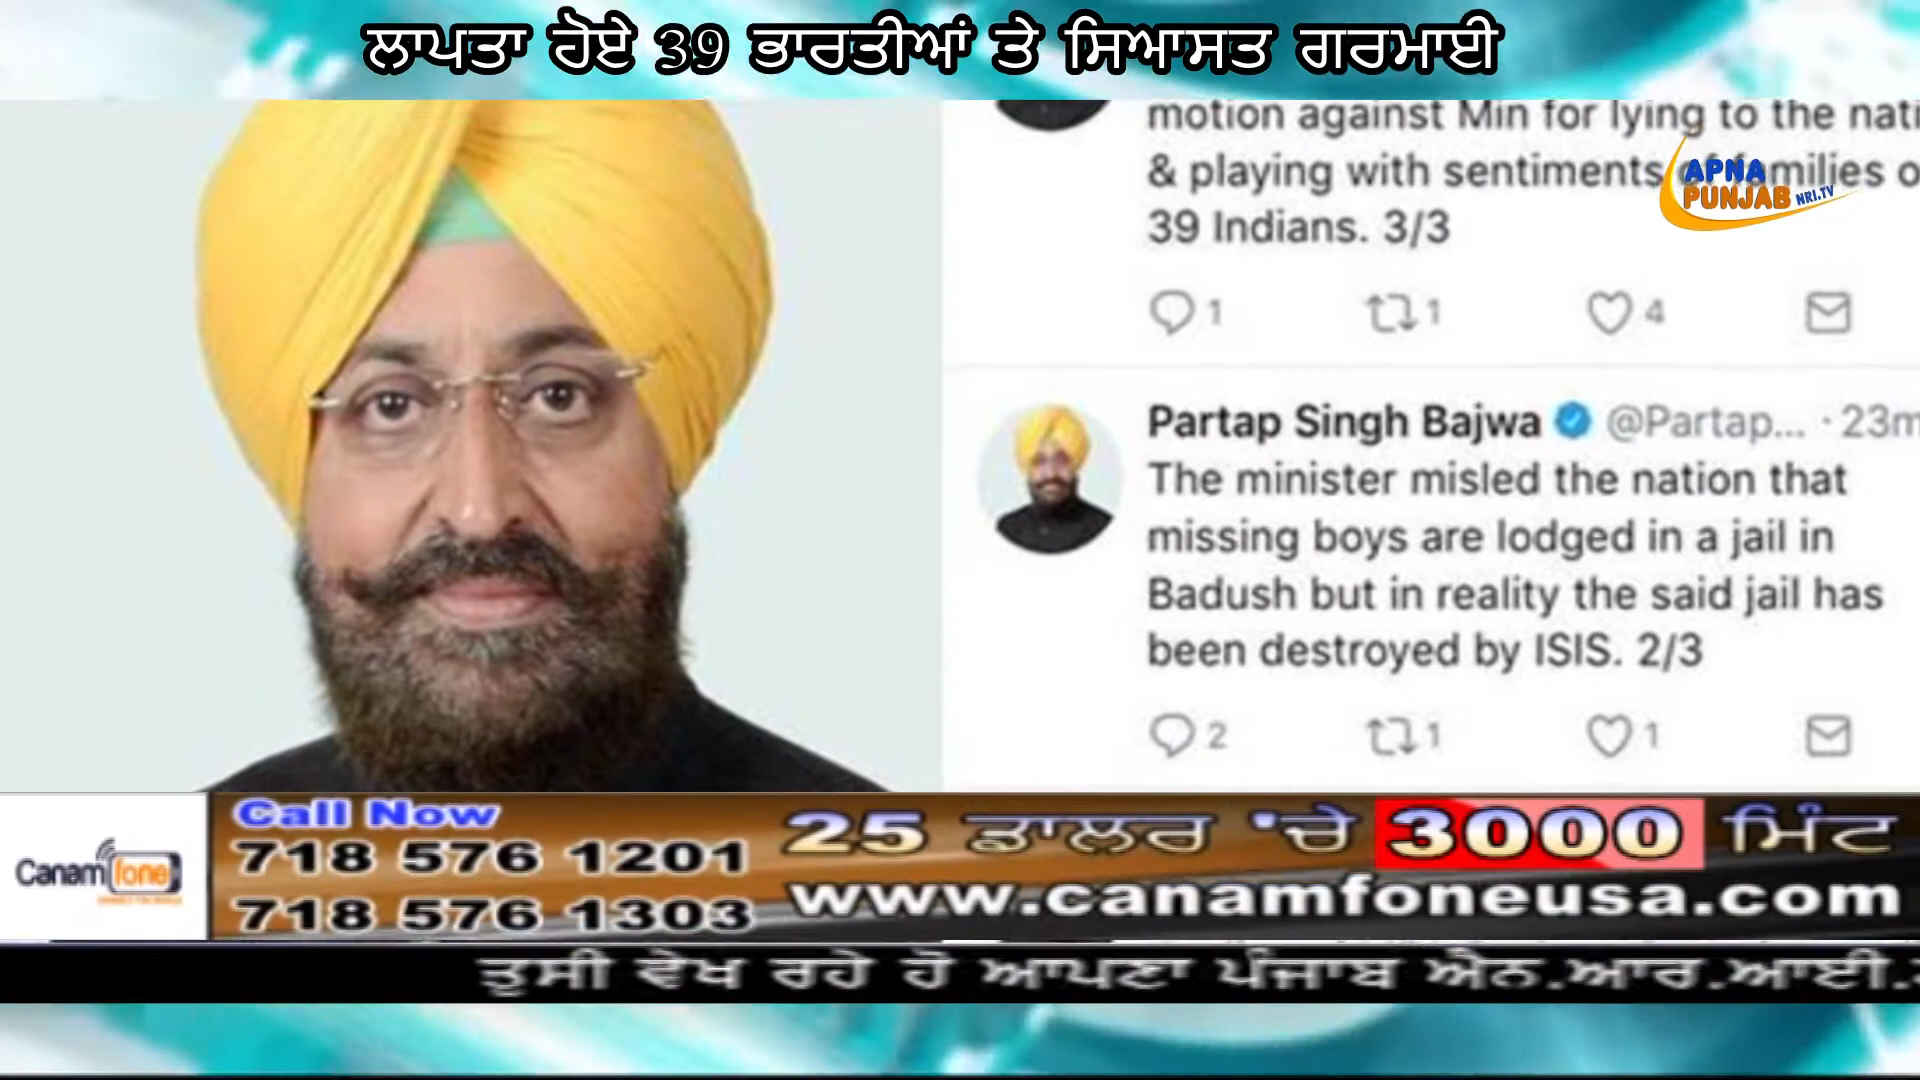 ਲਾਪਤਾ ਹੋਏ 39 ਭਾਰਤੀਆਂ ਤੇ ਸਿਆਸਤ ਗਰਮਾਈ
motion against Min for lying to the nati
& playing with sentiments of families o
39 Indians. 3/3
APNA
PUNJAB NRI.TV
1 1 4
Partap Singh Bajwa @Partap... · 23m
The minister misled the nation that
missing boys are lodged in a jail in
Badush but in reality the said jail has
been destroyed by ISIS. 2/3
2 1 1
Canam fone
Call Now
718 576 1201
718 576 1303
25 ਡਾਲਰ 'ਚੇ 3000 ਮਿੰਟ
www.canamfoneusa.com
ਤੁਸੀ ਵੇਖ ਰਹੇ ਹੋ ਆਪਣਾ ਪੰਜਾਬ ਐਨ.ਆਰ.ਆਈ.